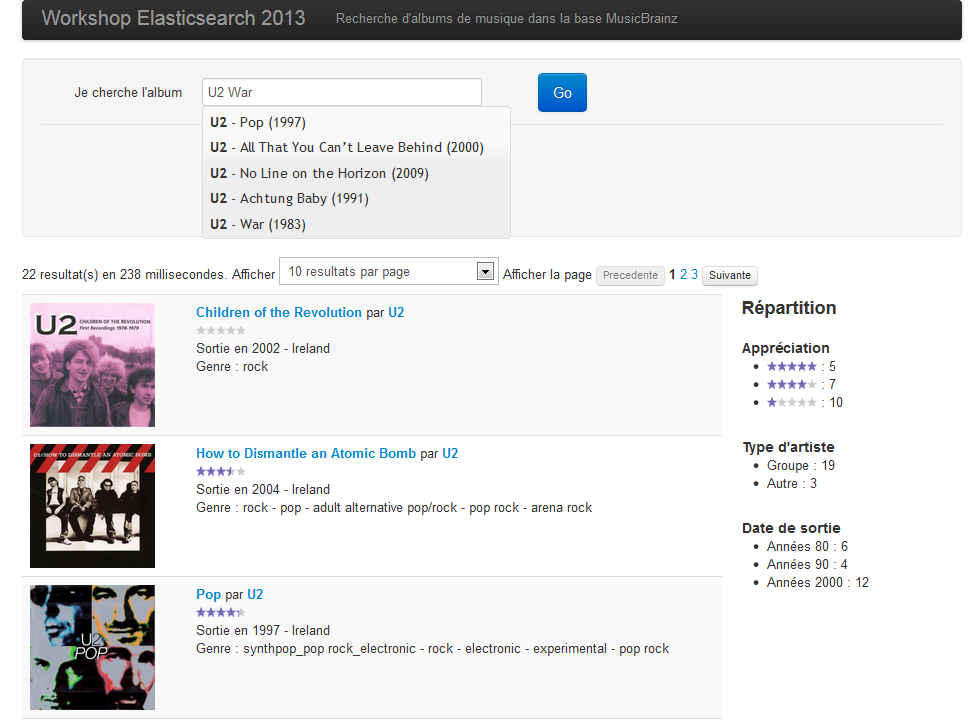 Workshop Elasticsearch 2013 Recherche d'albums de musique dans la base MusicBrainz
Je cherche l'album U2 War Go
U2 - Pop (1997)
U2 - All That You Can’t Leave Behind (2000)
U2 - No Line on the Horizon (2009)
U2 - Achtung Baby (1991)
U2 - War (1983)
22 resultat(s) en 238 millisecondes. Afficher 10 resultats par page Afficher la page Precedente 1 2 3 Suivante
U2 CHILDREN OF THE REVOLUTION
First Recordings 1978-1979
Children of the Revolution par U2
Sortie en 2002 - Ireland
Genre : rock
U2/HOW TO DISMANTLE AN ATOMIC BOMB
How to Dismantle an Atomic Bomb par U2
Sortie en 2004 - Ireland
Genre : rock - pop - adult alternative pop/rock - pop rock - arena rock
U2
POP
Pop par U2
Sortie en 1997 - Ireland
Genre : synthpop_pop rock_electronic - rock - electronic - experimental - pop rock
Répartition
Appréciation
: 5
: 7
: 10
Type d'artiste
Groupe : 19
Autre : 3
Date de sortie
Années 80 : 6
Années 90 : 4
Années 2000 : 12